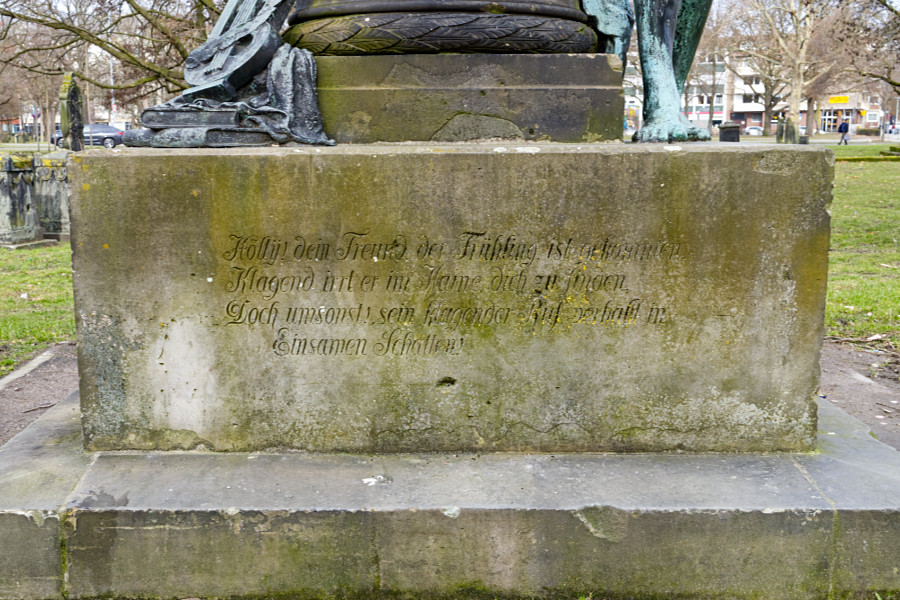 Hölty! dein Freund, der Frühling, ist gekommen,
Klagend irrt er im Haine, dich zu finden,
Doch umsonst! sein klagender Ruf verhallt in
Einsamen Schatten!